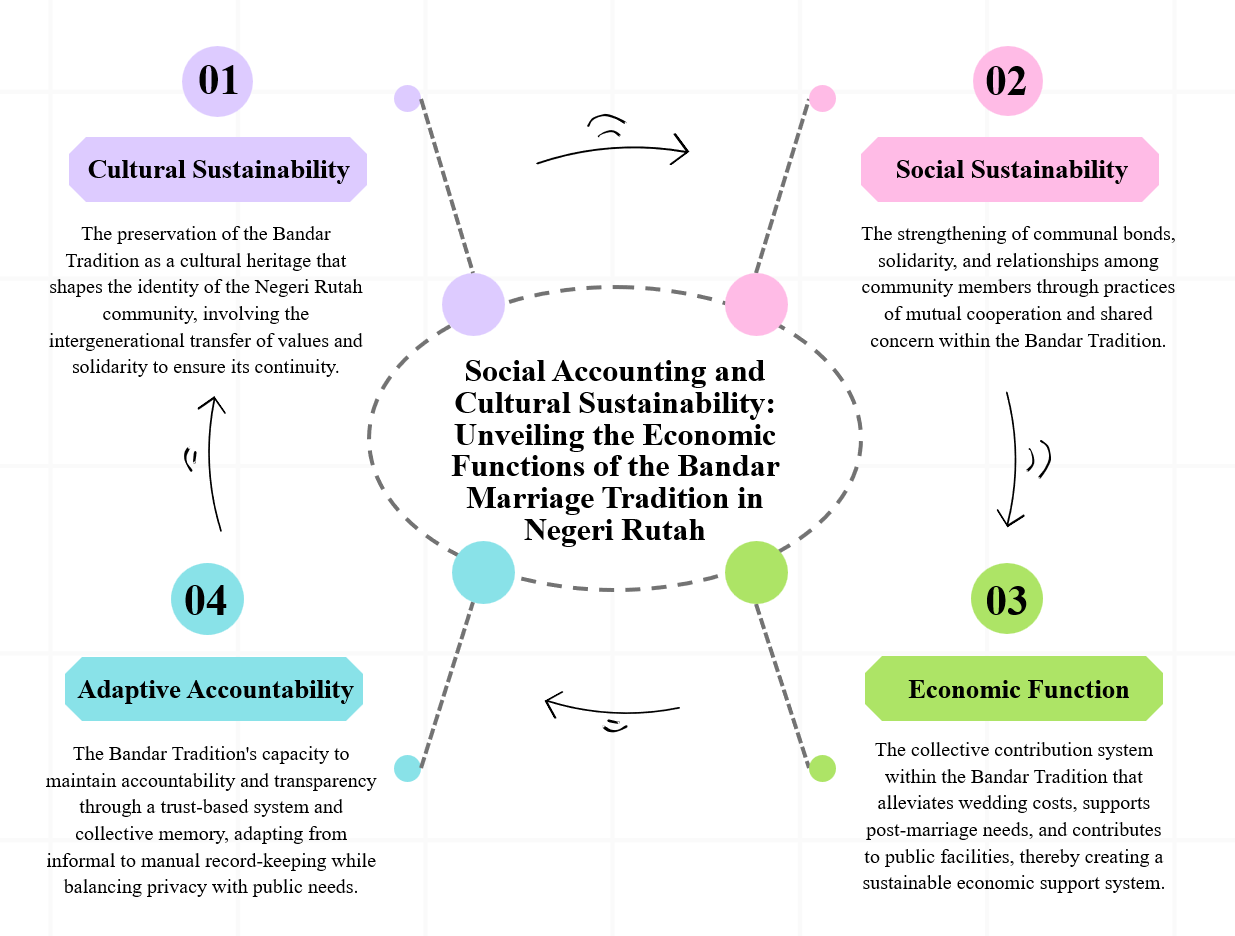 01
Cultural Sustainability
The preservation of the Bandar
Tradition as a cultural heritage that
shapes the identity of the Negeri Rutah
community, involving the
intergenerational transfer of values and
solidarity to ensure its continuity.
02
Social Sustainability
The strengthening of communal bonds,
solidarity, and relationships among
community members through practices
of mutual cooperation and shared
concern within the Bandar Tradition.
Social Accounting and
Cultural Sustainability:
Unveiling the Economic
Functions of the Bandar
Marriage Tradition in
Negeri Rutah
03
Economic Function
The collective contribution system
within the Bandar Tradition that
alleviates wedding costs, supports
post-marriage needs, and contributes
to public facilities, thereby creating a
sustainable economic support system.
04
Adaptive Accountability
The Bandar Tradition's capacity to
maintain accountability and transparency
through a trust-based system and
collective memory, adapting from
informal to manual record-keeping while
balancing privacy with public needs.